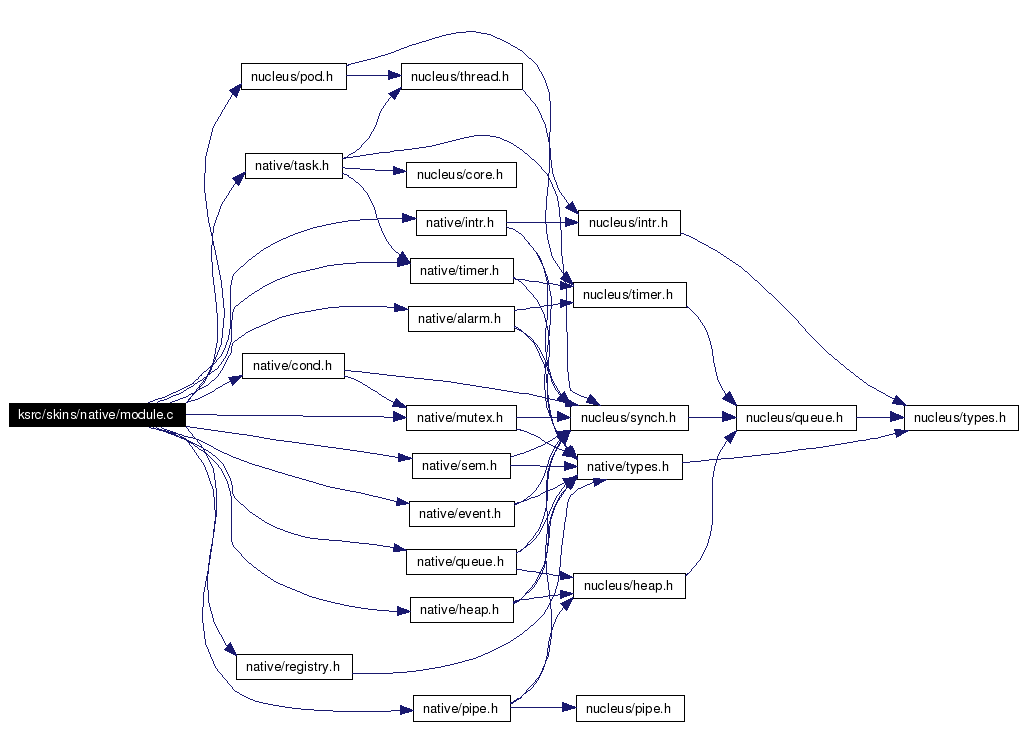 nucleus/pod.h
nucleus/thread.h
native/task.h
nucleus/core.h
native/intr.h
nucleus/intr.h
native/timer.h
nucleus/timer.h
native/alarm.h
native/cond.h
ksrc/skins/native/module.c
native/mutex.h
nucleus/synch.h
nucleus/queue.h
nucleus/types.h
native/sem.h
native/types.h
native/event.h
native/queue.h
nucleus/heap.h
native/heap.h
native/registry.h
native/pipe.h
nucleus/pipe.h